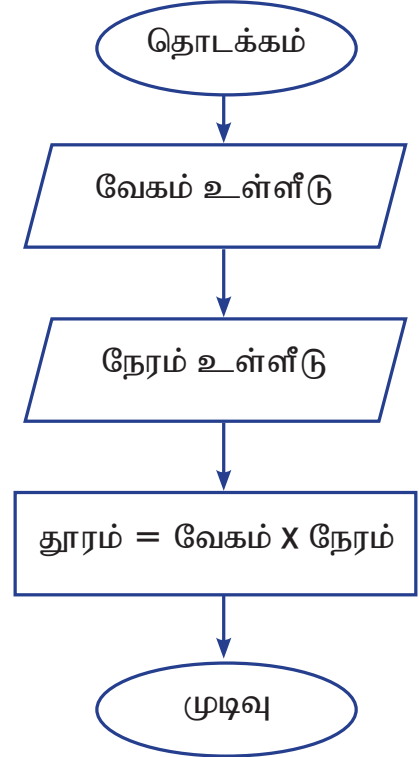 தொடக்கம்
வேகம் உள்ளீடு
நேரம் உள்ளீடு
தூரம் = வேகம் x நேரம்
முடிவு